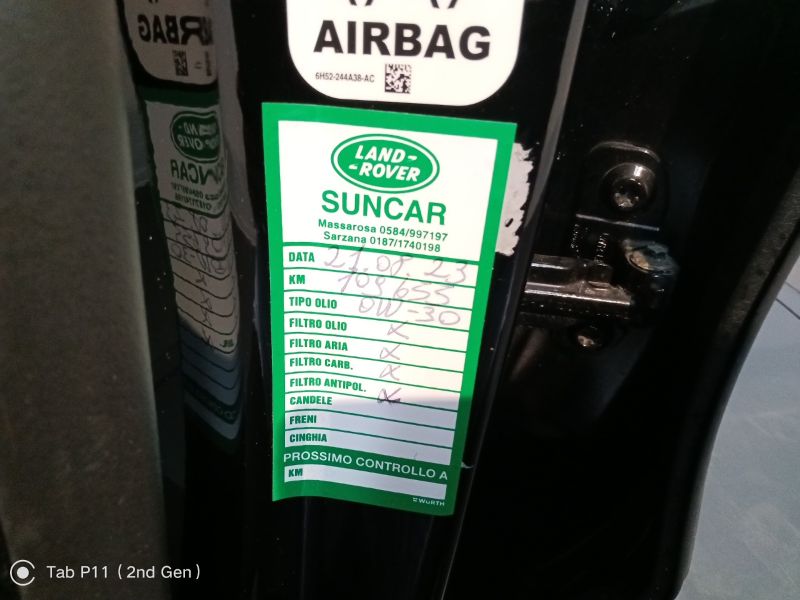 AIRBAG
6H52-244A38-AC
LAND-
-ROVER
SUNCAR
Massarosa 0584/997197
Sarzana 0187/1740198
DATA 21.08.23
KM 109655
TIPO OLIO 0W-30
FILTRO OLIO X
FILTRO ARIA X
FILTRO CARB. X
FILTRO ANTIPOL. X
CANDELE
FRENI
CINGHIA
PROSSIMO CONTROLLO A
KM
WÜRTH
Tab P11 (2nd Gen)